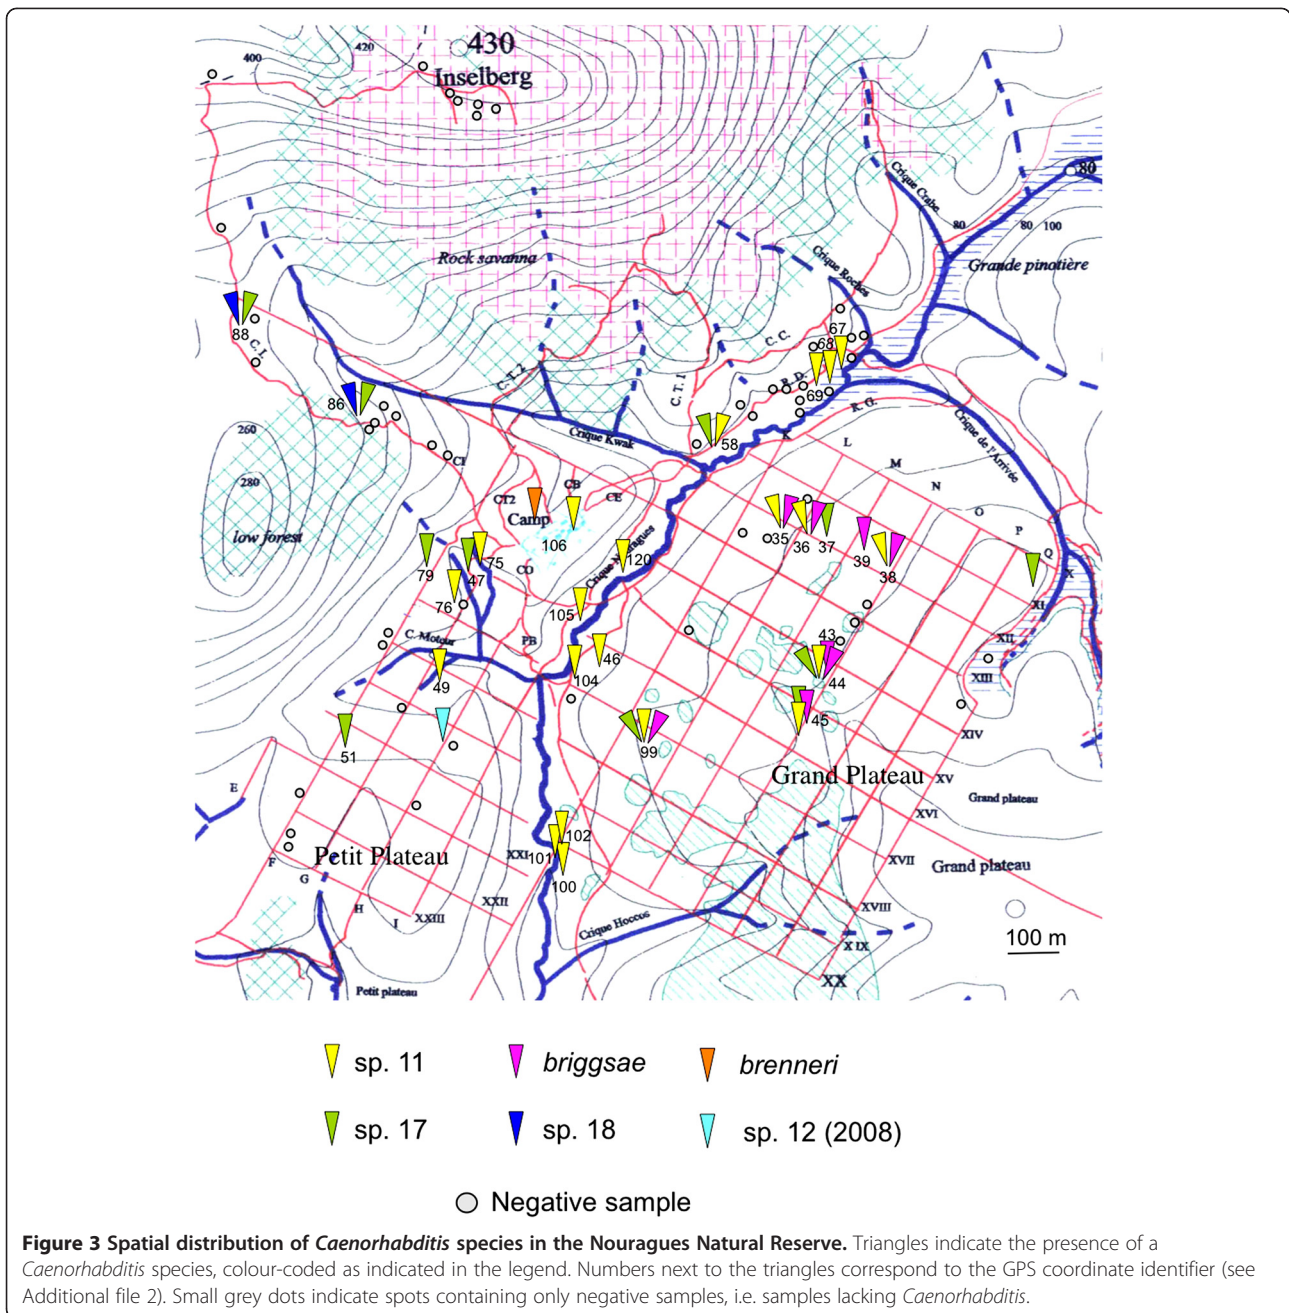 430
420
400
Inselberg
80
Crique Crabe
80
80 100
Rock savanna
Crique Roches
Grande pinotière
88
C. I.
67
C. C.
68
C. T. 2
C. T. 1
R. D.
69
R. G.
86
260
Crique Kwak
58
K
L
Crique de l'Arrivée
M
CI
280
N
CT2
CB
CE
O
Camp
low forest
106
35
36
37
39
38
P
Q
X
79
47
75
CO
120
Crique Nouragues
76
105
XI
C. Moteur
PB
46
43
XII
49
104
44
XIII
51
99
45
XIV
Grand Plateau
XV
E
Grand plateau
XVI
102
Petit Plateau
XXI
101
XVII
Grand plateau
F
G
100
H
I
XXIII
XXII
XVIII
Crique Hoccos
100 m
XIX
XX
Petit plateau
sp. 11
briggsae
brenneri
sp. 17
sp. 18
sp. 12 (2008)
Negative sample
Figure 3 Spatial distribution of Caenorhabditis species in the Nouragues Natural Reserve. Triangles indicate the presence of a
Caenorhabditis species, colour-coded as indicated in the legend. Numbers next to the triangles correspond to the GPS coordinate identifier (see
Additional file 2). Small grey dots indicate spots containing only negative samples, i.e. samples lacking Caenorhabditis.